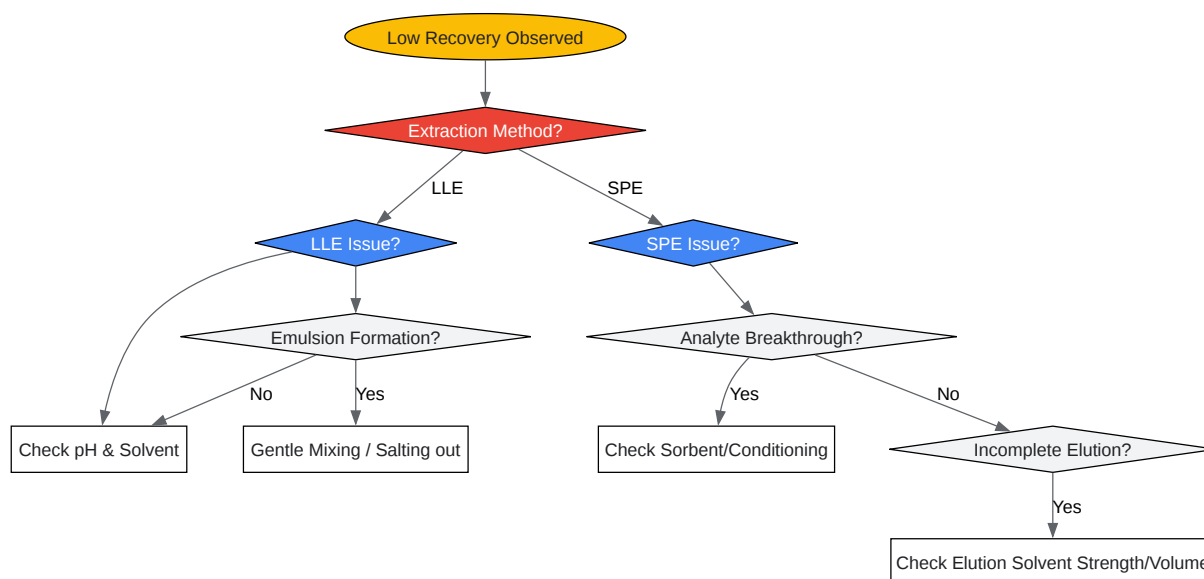 Low Recovery Observed
Extraction Method?
LLE
SPE
LLE Issue?
SPE Issue?
Emulsion Formation?
Analyte Breakthrough?
No
Yes
Yes
No
Check pH & Solvent
Gentle Mixing / Salting out
Check Sorbent/Conditioning
Incomplete Elution?
Yes
Check Elution Solvent Strength/Volume